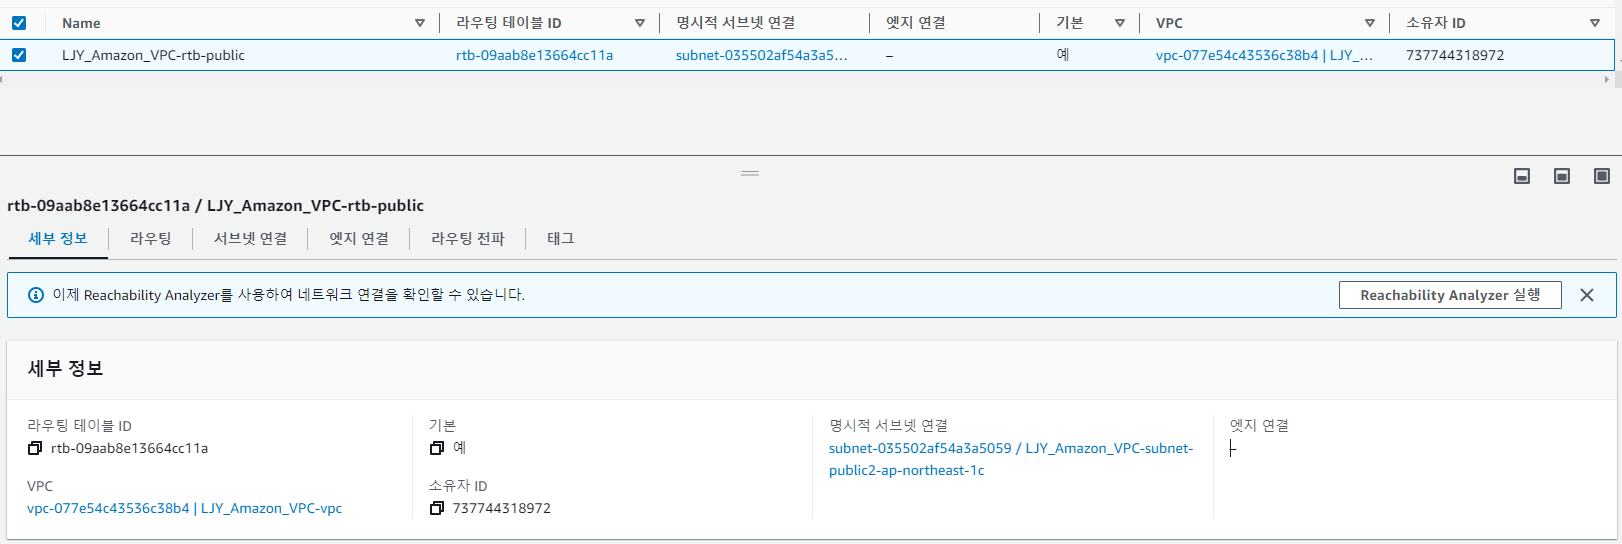 Name 라우팅 테이블 ID 명시적 서브넷 연결 엣지 연결 기본 VPC 소유자 ID
LJY_Amazon_VPC-rtb-public rtb-09aab8e13664cc11a subnet-035502af54a3a5... – 예 vpc-077e54c43536c38b4 | LJY_... 737744318972
rtb-09aab8e13664cc11a / LJY_Amazon_VPC-rtb-public
세부 정보 라우팅 서브넷 연결 엣지 연결 라우팅 전파 태그
이제 Reachability Analyzer를 사용하여 네트워크 연결을 확인할 수 있습니다. Reachability Analyzer 실행
세부 정보
라우팅 테이블 ID
rtb-09aab8e13664cc11a
VPC
vpc-077e54c43536c38b4 | LJY_Amazon_VPC-vpc
기본
예
소유자 ID
737744318972
명시적 서브넷 연결
subnet-035502af54a3a5059 / LJY_Amazon_VPC-subnet-
public2-ap-northeast-1c
엣지 연결
–